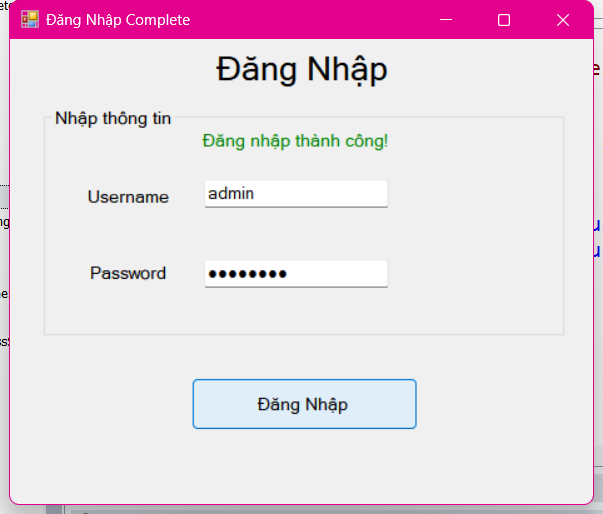 Đăng Nhập Complete
Đăng Nhập
Nhập thông tin
Đăng nhập thành công!
Username
admin
Password
Đăng Nhập